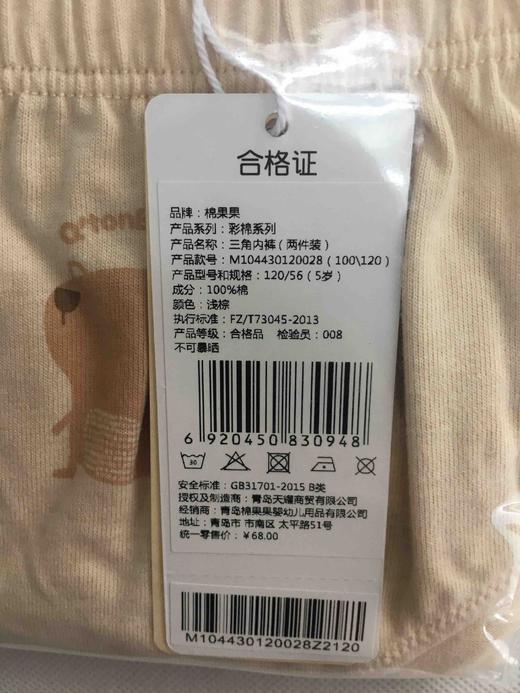 合格证
品牌：棉果果
产品系列：彩棉系列
产品名称：三角内裤（两件装）
产品款号：M104430120028（100\120）
产品型号和规格：120/56（5岁）
成分：100%棉
颜色：浅棕
执行标准：FZ/T73045-2013
产品等级：合格品 检验员：008
不可暴晒
6 920450 830948
30
安全标准：GB31701-2015 B类
授权及制造商：青岛天耀商贸有限公司
经销商：青岛棉果果婴幼儿用品有限公司
地址：青岛市 市南区 太平路51号
统一零售价：￥68.00
M104430120028Z2120